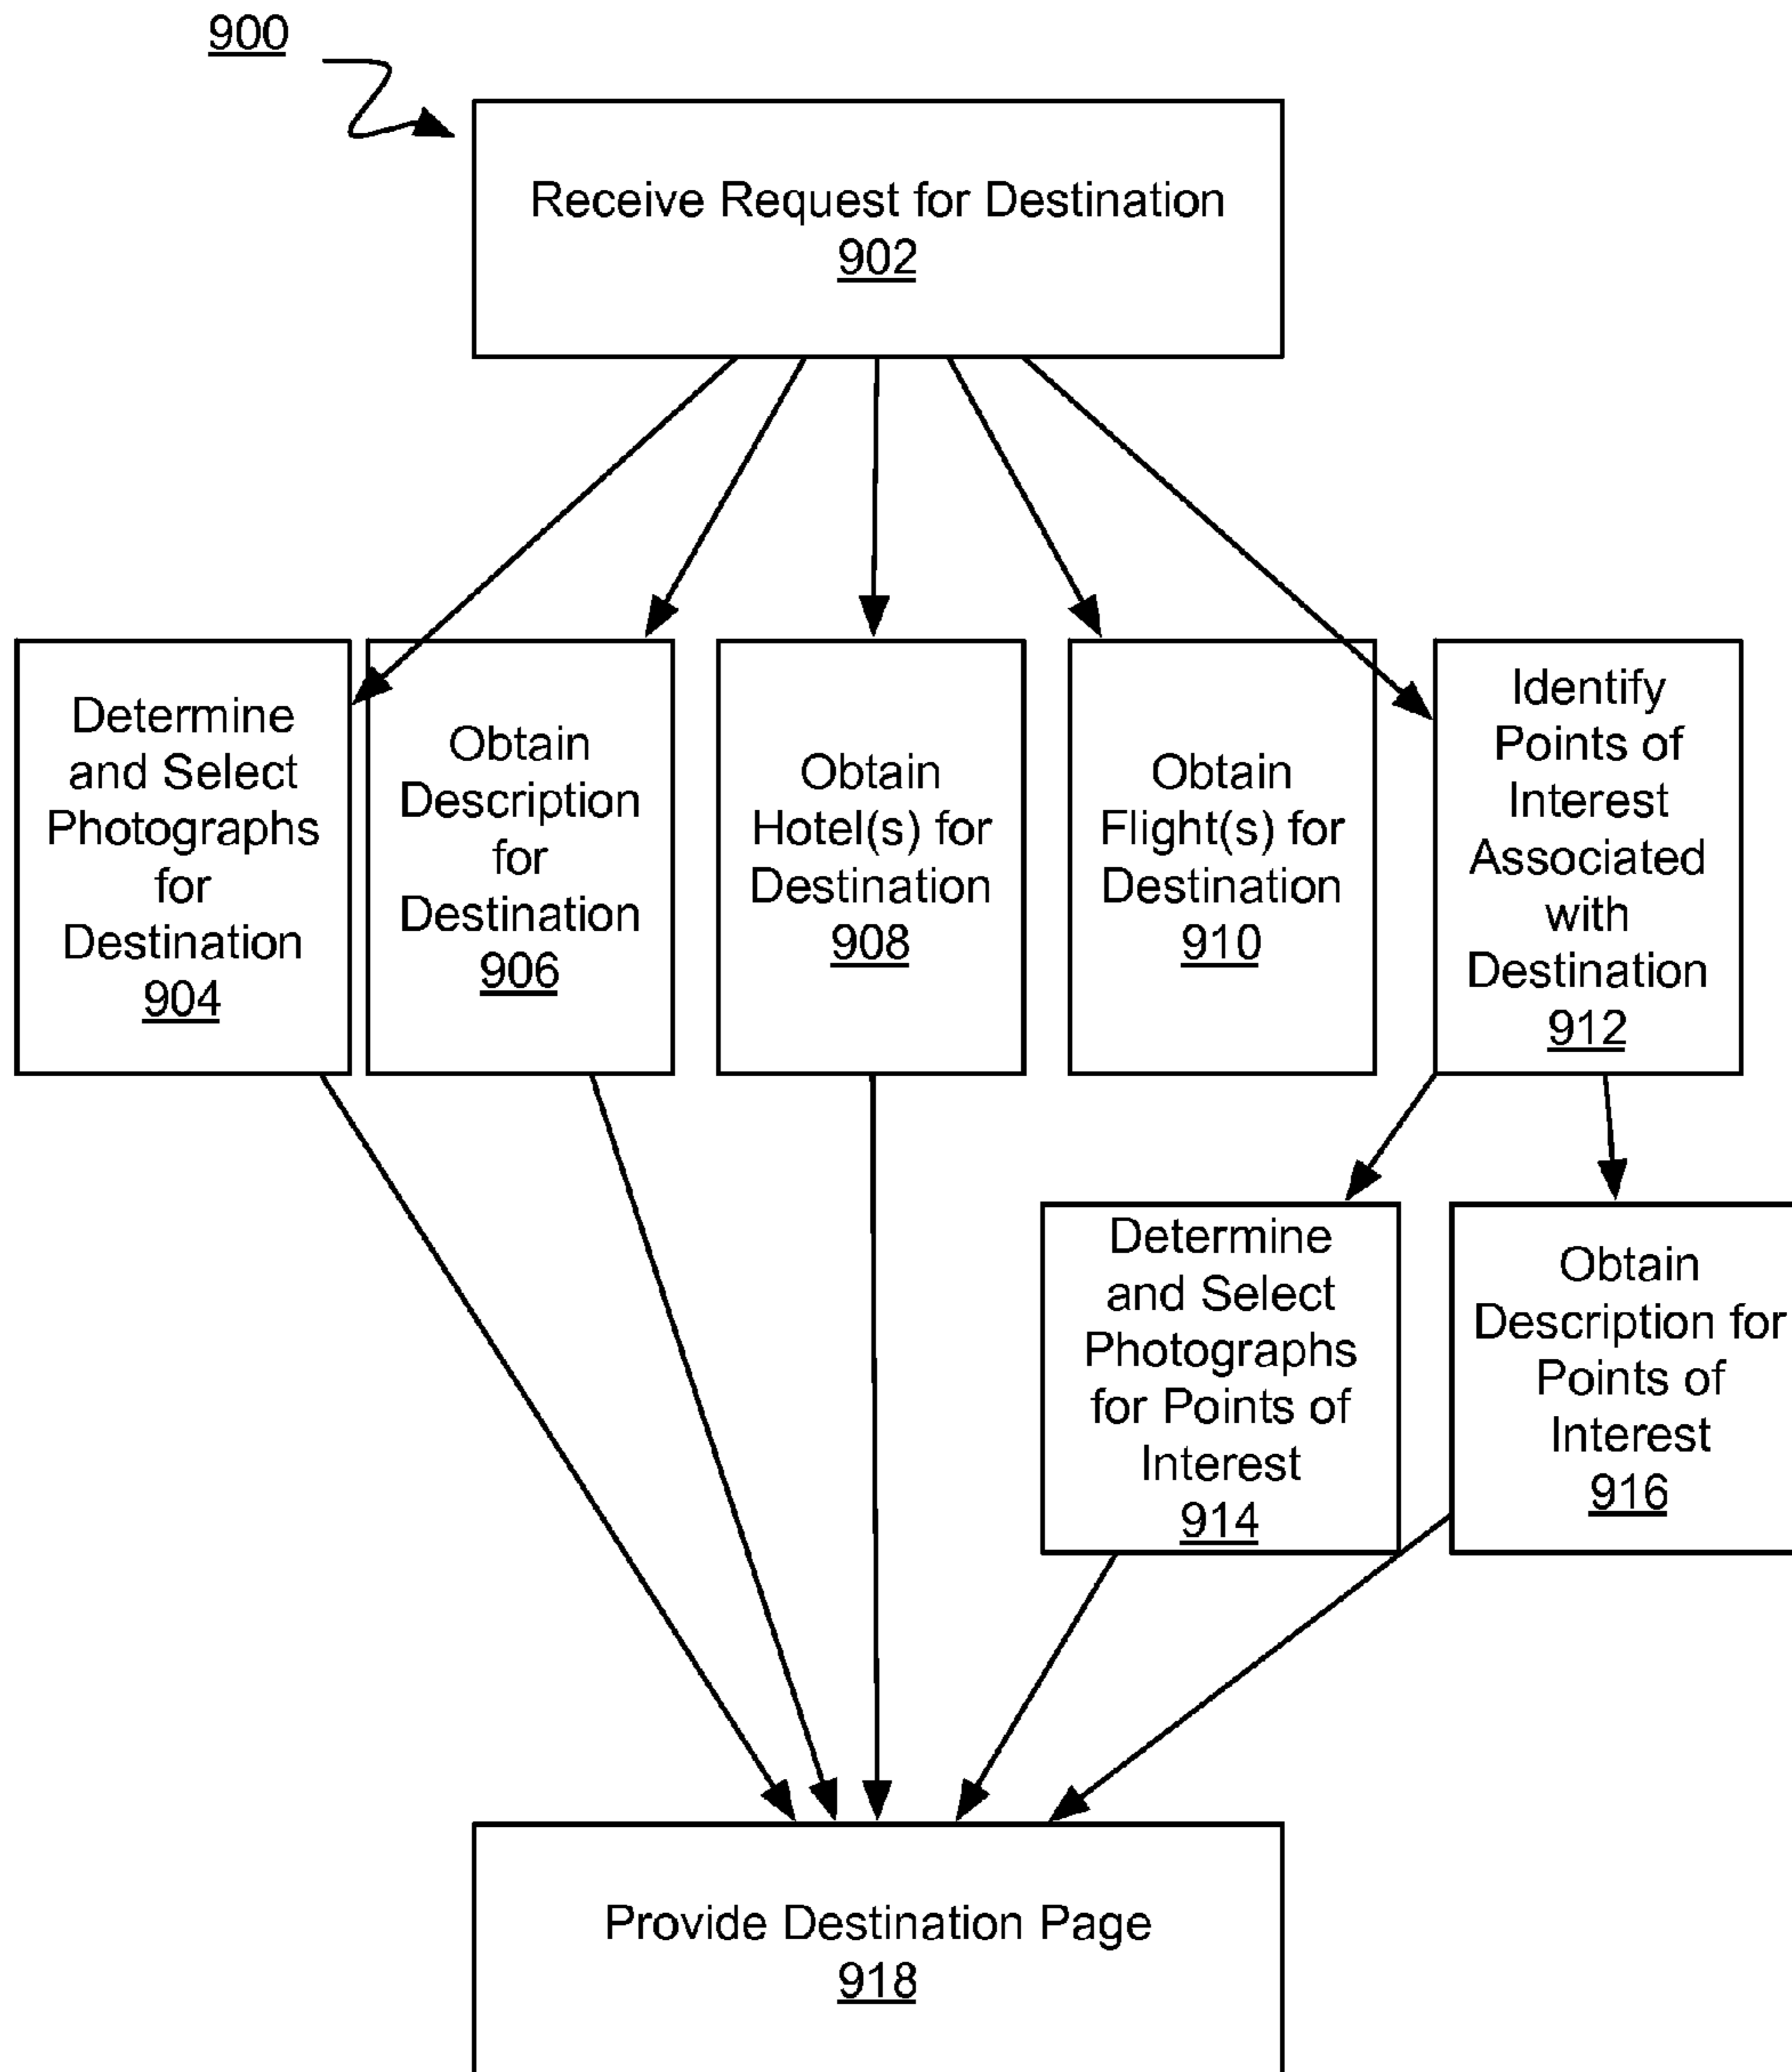 900
Receive Request for Destination
902
Determine
and Select
Photographs
for
Destination
904
Obtain
Description
for
Destination
906
Obtain
Hotel(s) for
Destination
908
Obtain
Flight(s) for
Destination
910
Identify
Points of
Interest
Associated
with
Destination
912
Determine
and Select
Photographs
for Points of
Interest
914
Obtain
Description for
Points of
Interest
916
Provide Destination Page
918